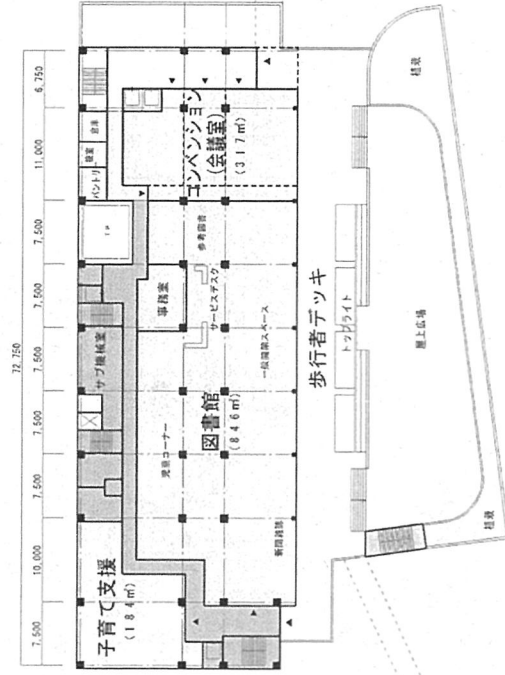 72,750
7,500
10,000
7,500
7,500
7,500
7,500
7,500
11,000
6,750
子育て支援
(184㎡)
サブ機械室
パントリー
倉庫
児童コーナー
事務室
図書館
(846㎡)
サービスデスク
参考図書
一般開架スペース
新聞雑誌
コンベンション
(会議室)
(317㎡)
歩行者デッキ
トップライト
屋上広場
植栽
植栽